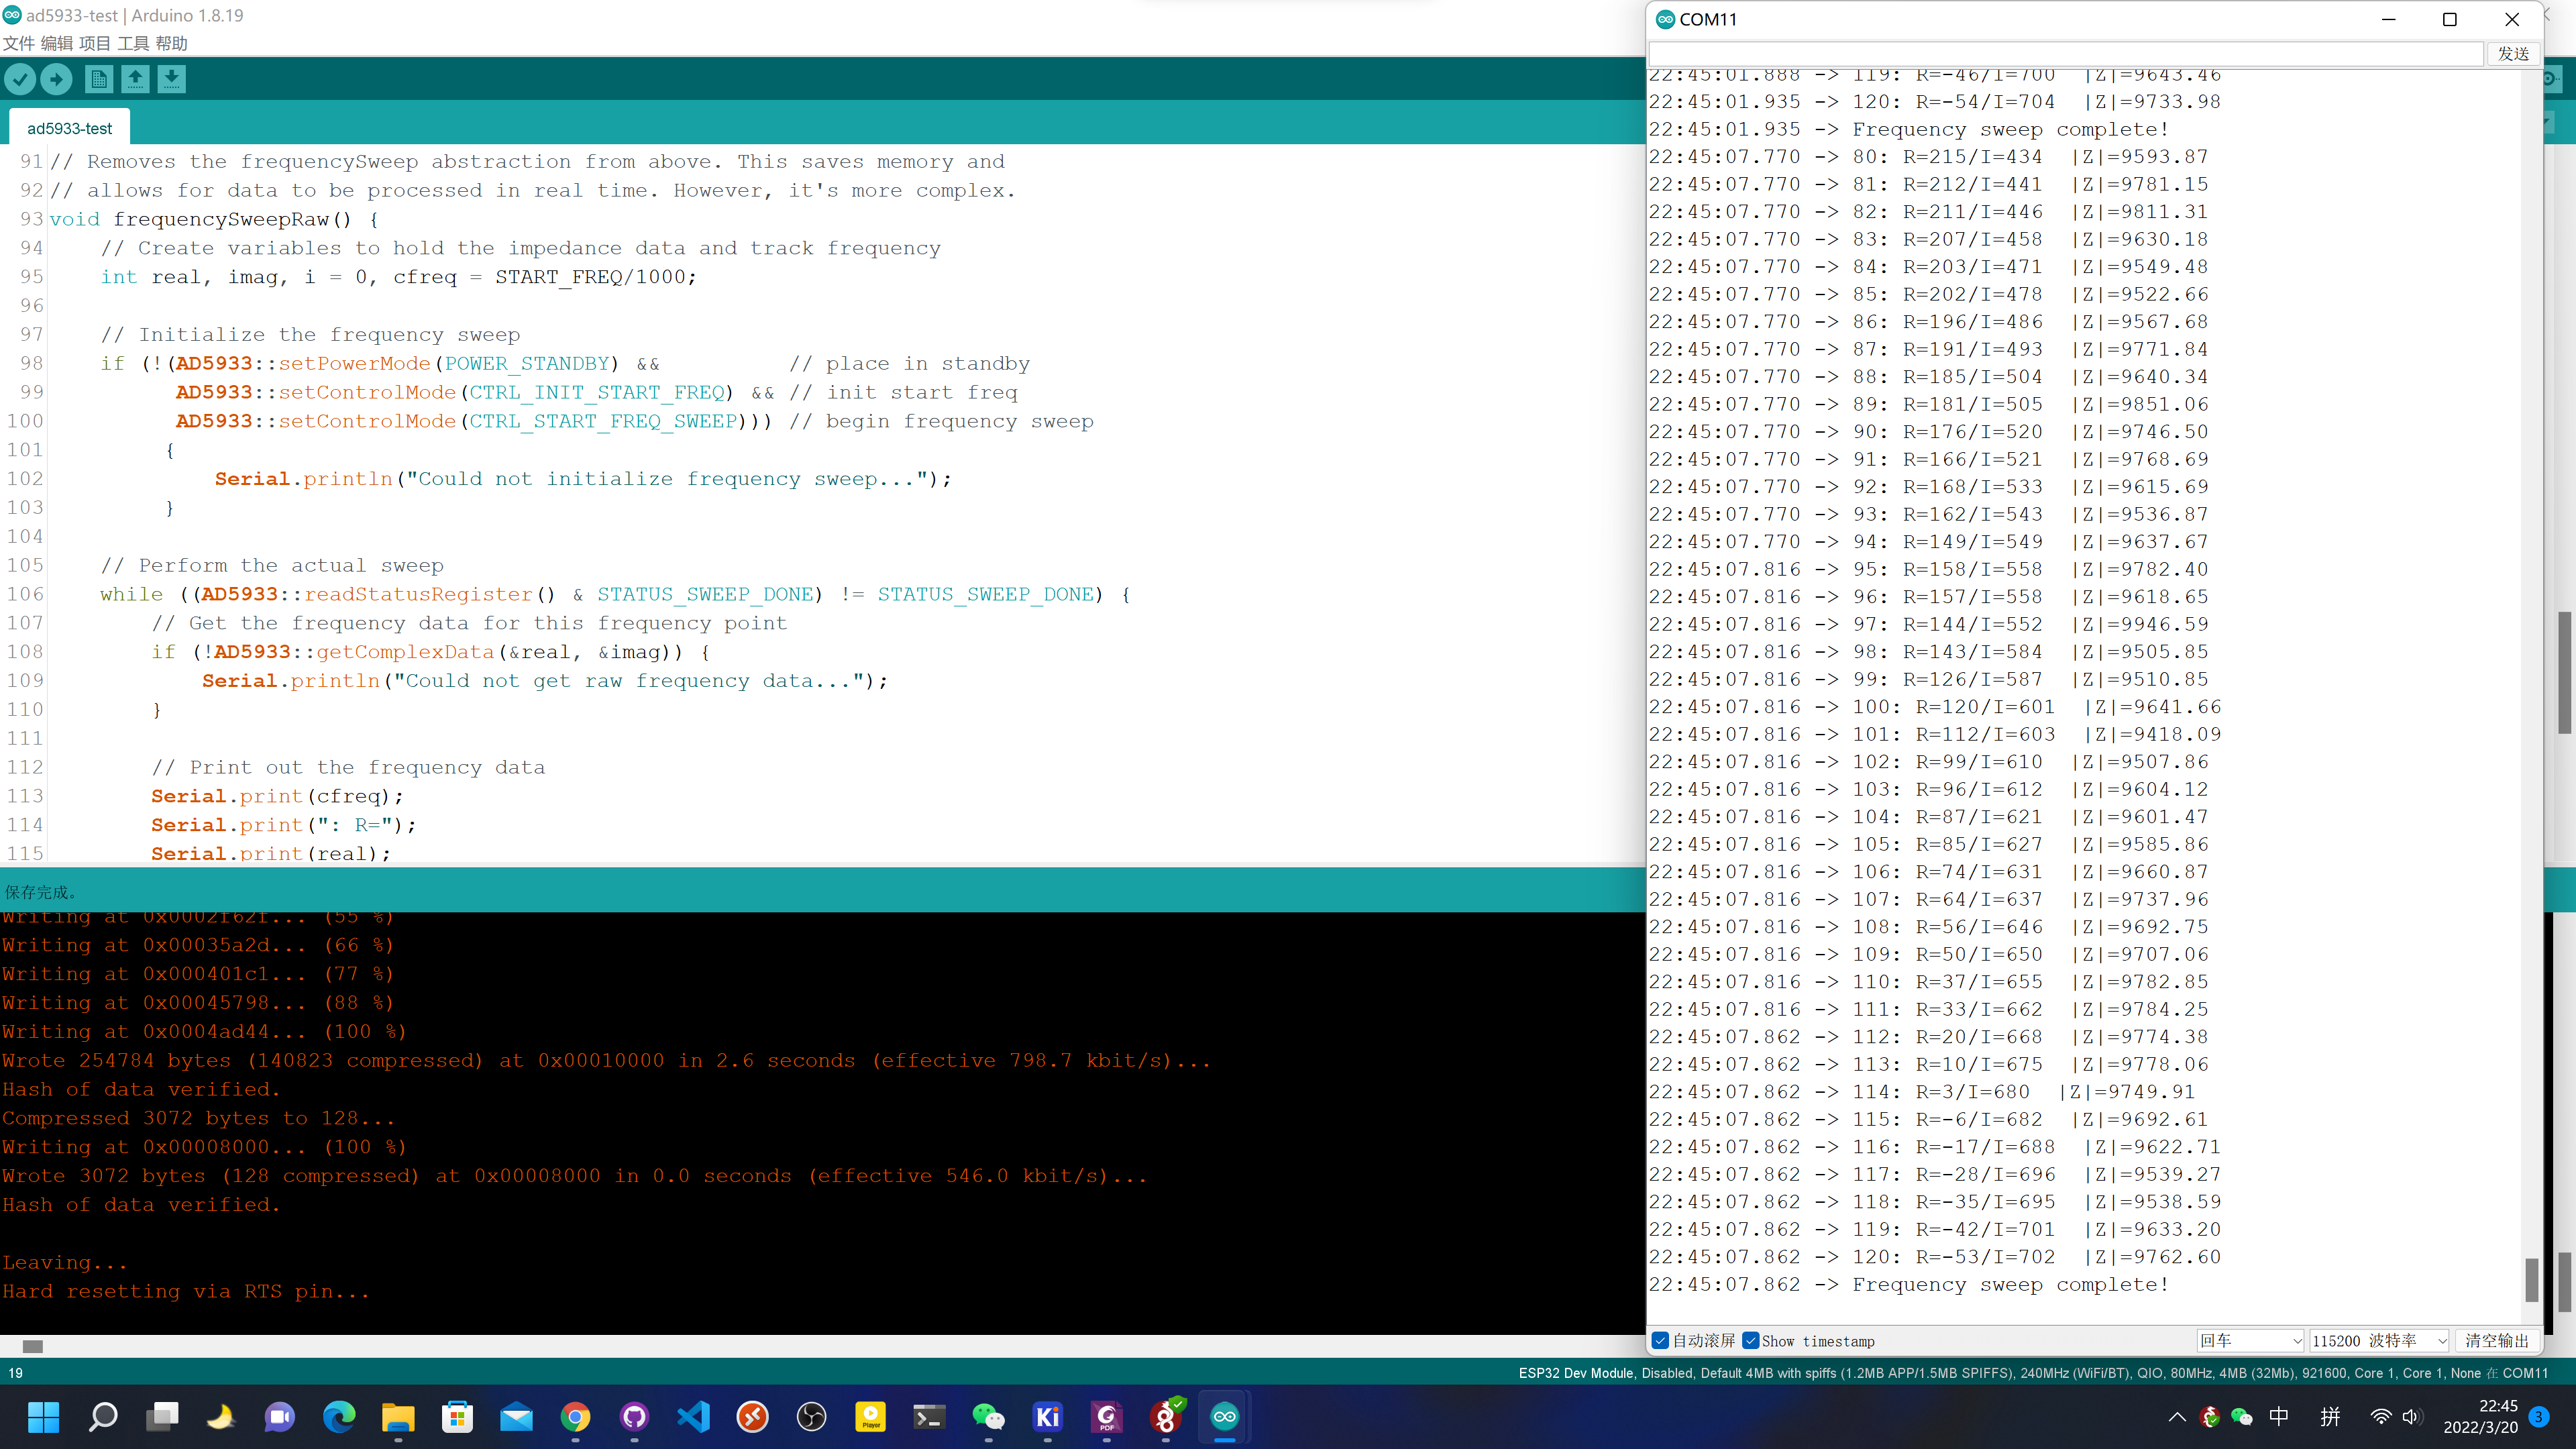 ad5933-test | Arduino 1.8.19
文件 编辑 项目 工具 帮助
ad5933-test
91 // Removes the frequencySweep abstraction from above. This saves memory and
92 // allows for data to be processed in real time. However, it's more complex.
93 void frequencySweepRaw() {
94 // Create variables to hold the impedance data and track frequency
95 int real, imag, i = 0, cfreq = START_FREQ/1000;
96
97 // Initialize the frequency sweep
98 if (!(AD5933::setPowerMode(POWER_STANDBY) && // place in standby
99 AD5933::setControlMode(CTRL_INIT_START_FREQ) && // init start freq
100 AD5933::setControlMode(CTRL_START_FREQ_SWEEP))) // begin frequency sweep
101 {
102 Serial.println("Could not initialize frequency sweep...");
103 }
104
105 // Perform the actual sweep
106 while ((AD5933::readStatusRegister() & STATUS_SWEEP_DONE) != STATUS_SWEEP_DONE) {
107 // Get the frequency data for this frequency point
108 if (!AD5933::getComplexData(&real, &imag)) {
109 Serial.println("Could not get raw frequency data...");
110 }
111
112 // Print out the frequency data
113 Serial.print(cfreq);
114 Serial.print(": R=");
115 Serial.print(real);
保存完成。
Writing at 0x0002f62f... (55 %)
Writing at 0x00035a2d... (66 %)
Writing at 0x000401c1... (77 %)
Writing at 0x00045798... (88 %)
Writing at 0x0004ad44... (100 %)
Wrote 254784 bytes (140823 compressed) at 0x00010000 in 2.6 seconds (effective 798.7 kbit/s)...
Hash of data verified.
Compressed 3072 bytes to 128...
Writing at 0x00008000... (100 %)
Wrote 3072 bytes (128 compressed) at 0x00008000 in 0.0 seconds (effective 546.0 kbit/s)...
Hash of data verified.
Leaving...
Hard resetting via RTS pin...
19
ESP32 Dev Module, Disabled, Default 4MB with spiffs (1.2MB APP/1.5MB SPIFFS), 240MHz (WiFi/BT), QIO, 80MHz, 4MB (32Mb), 921600, Core 1, Core 1, None 在 COM11
COM11
发送
22:45:01.888 -> 119: R=-46/I=700 |Z|=9643.46
22:45:01.935 -> 120: R=-54/I=704 |Z|=9733.98
22:45:01.935 -> Frequency sweep complete!
22:45:07.770 -> 80: R=215/I=434 |Z|=9593.87
22:45:07.770 -> 81: R=212/I=441 |Z|=9781.15
22:45:07.770 -> 82: R=211/I=446 |Z|=9811.31
22:45:07.770 -> 83: R=207/I=458 |Z|=9630.18
22:45:07.770 -> 84: R=203/I=471 |Z|=9549.48
22:45:07.770 -> 85: R=202/I=478 |Z|=9522.66
22:45:07.770 -> 86: R=196/I=486 |Z|=9567.68
22:45:07.770 -> 87: R=191/I=493 |Z|=9771.84
22:45:07.770 -> 88: R=185/I=504 |Z|=9640.34
22:45:07.770 -> 89: R=181/I=505 |Z|=9851.06
22:45:07.770 -> 90: R=176/I=520 |Z|=9746.50
22:45:07.770 -> 91: R=166/I=521 |Z|=9768.69
22:45:07.770 -> 92: R=168/I=533 |Z|=9615.69
22:45:07.770 -> 93: R=162/I=543 |Z|=9536.87
22:45:07.770 -> 94: R=149/I=549 |Z|=9637.67
22:45:07.816 -> 95: R=158/I=558 |Z|=9782.40
22:45:07.816 -> 96: R=157/I=558 |Z|=9618.65
22:45:07.816 -> 97: R=144/I=552 |Z|=9946.59
22:45:07.816 -> 98: R=143/I=584 |Z|=9505.85
22:45:07.816 -> 99: R=126/I=587 |Z|=9510.85
22:45:07.816 -> 100: R=120/I=601 |Z|=9641.66
22:45:07.816 -> 101: R=112/I=603 |Z|=9418.09
22:45:07.816 -> 102: R=99/I=610 |Z|=9507.86
22:45:07.816 -> 103: R=96/I=612 |Z|=9604.12
22:45:07.816 -> 104: R=87/I=621 |Z|=9601.47
22:45:07.816 -> 105: R=85/I=627 |Z|=9585.86
22:45:07.816 -> 106: R=74/I=631 |Z|=9660.87
22:45:07.816 -> 107: R=64/I=637 |Z|=9737.96
22:45:07.816 -> 108: R=56/I=646 |Z|=9692.75
22:45:07.816 -> 109: R=50/I=650 |Z|=9707.06
22:45:07.816 -> 110: R=37/I=655 |Z|=9782.85
22:45:07.816 -> 111: R=33/I=662 |Z|=9784.25
22:45:07.862 -> 112: R=20/I=668 |Z|=9774.38
22:45:07.862 -> 113: R=10/I=675 |Z|=9778.06
22:45:07.862 -> 114: R=3/I=680 |Z|=9749.91
22:45:07.862 -> 115: R=-6/I=682 |Z|=9692.61
22:45:07.862 -> 116: R=-17/I=688 |Z|=9622.71
22:45:07.862 -> 117: R=-28/I=696 |Z|=9539.27
22:45:07.862 -> 118: R=-35/I=695 |Z|=9538.59
22:45:07.862 -> 119: R=-42/I=701 |Z|=9633.20
22:45:07.862 -> 120: R=-53/I=702 |Z|=9762.60
22:45:07.862 -> Frequency sweep complete!
自动滚屏 Show timestamp
回车
115200 波特率
清空输出
Player
Ki
PDF
中
拼
22:45
2022/3/20
3